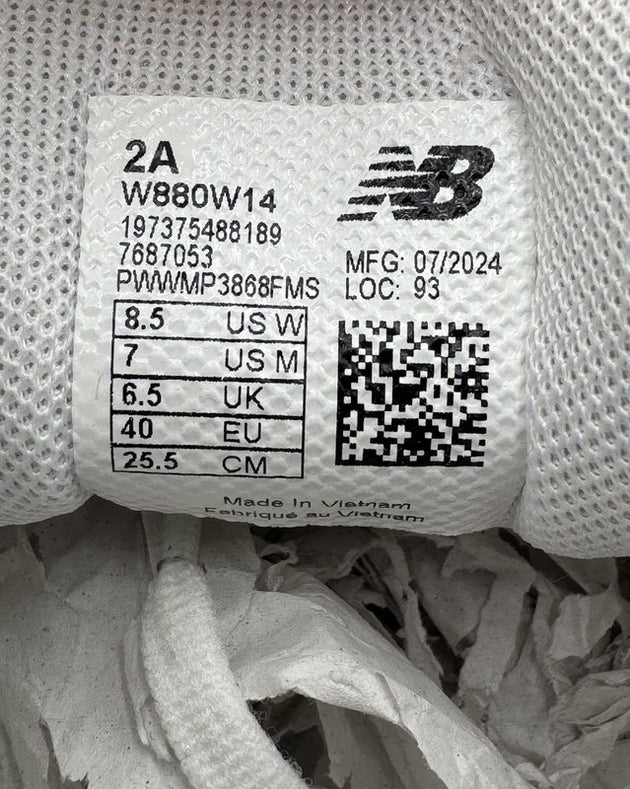 2A
W880W14
197375488189
7687053
PWWMP3868FMS
NB
MFG: 07/2024
LOC: 93
8.5 US W
7 US M
6.5 UK
40 EU
25.5 CM
Made In Vietnam
Fabriqué au Vietnam